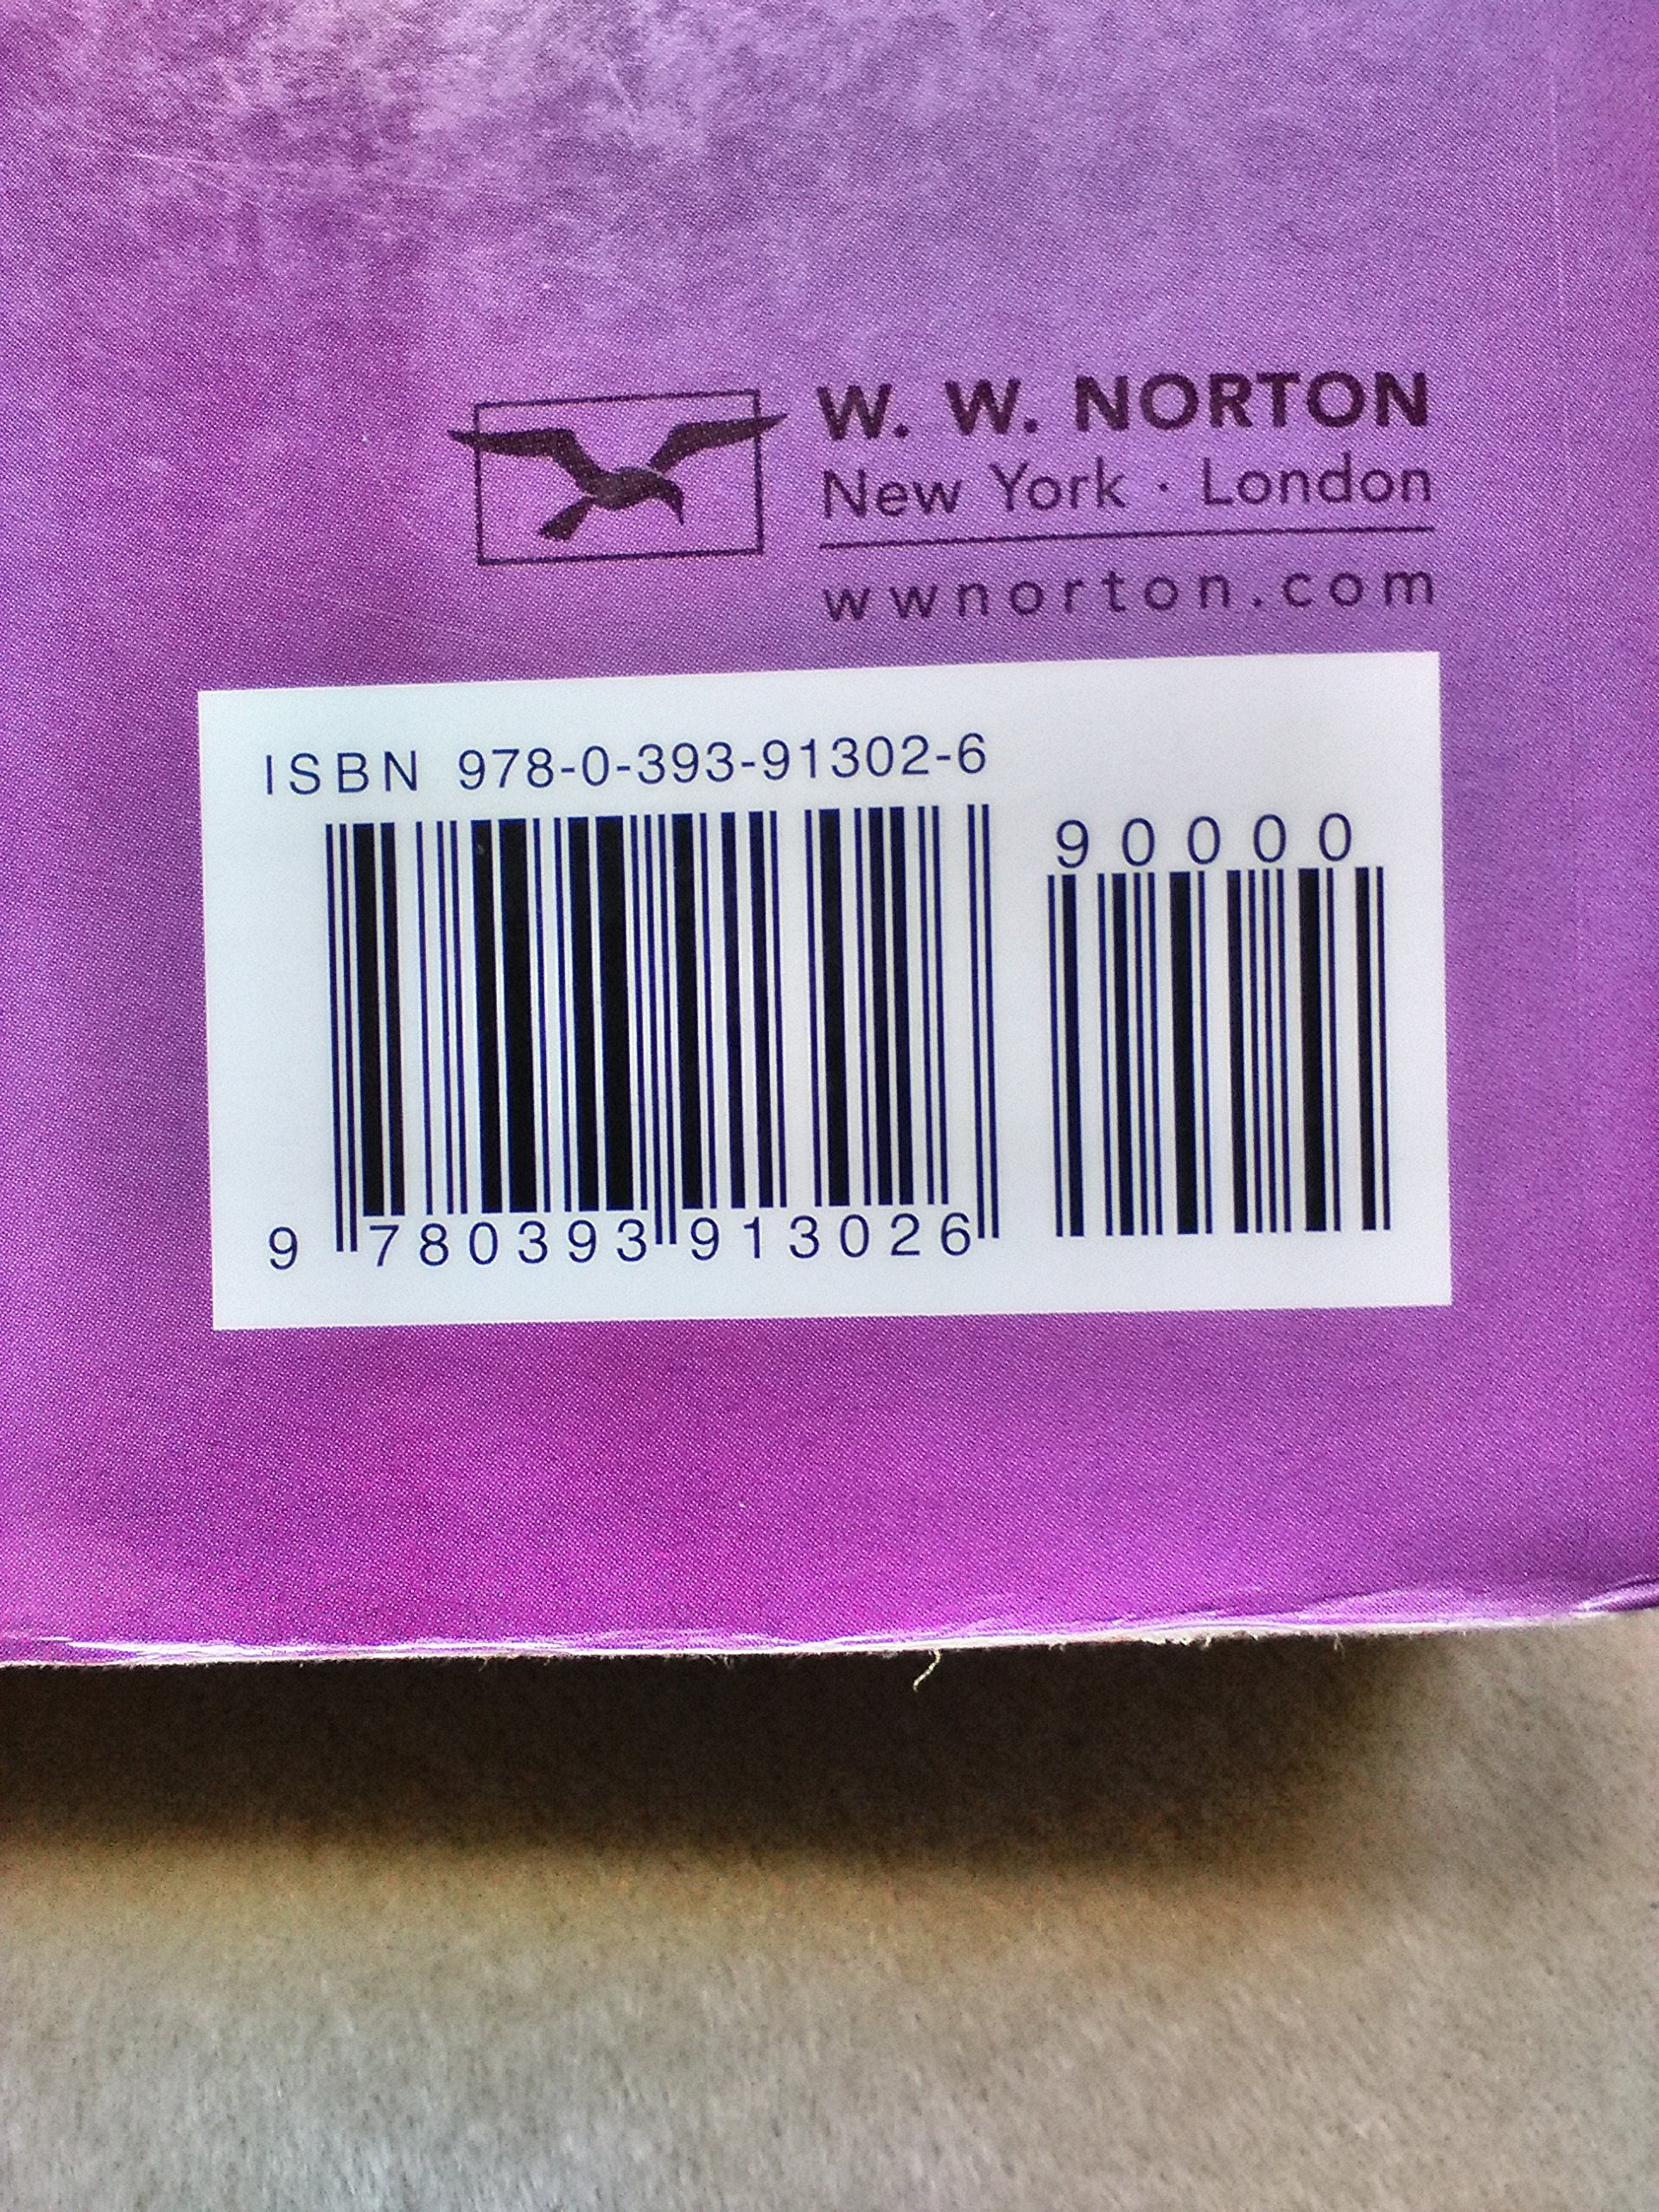 W. W. NORTON
New York · London
wwnorton.com
ISBN 978-0-393-91302-6
90000
9 780393 913026